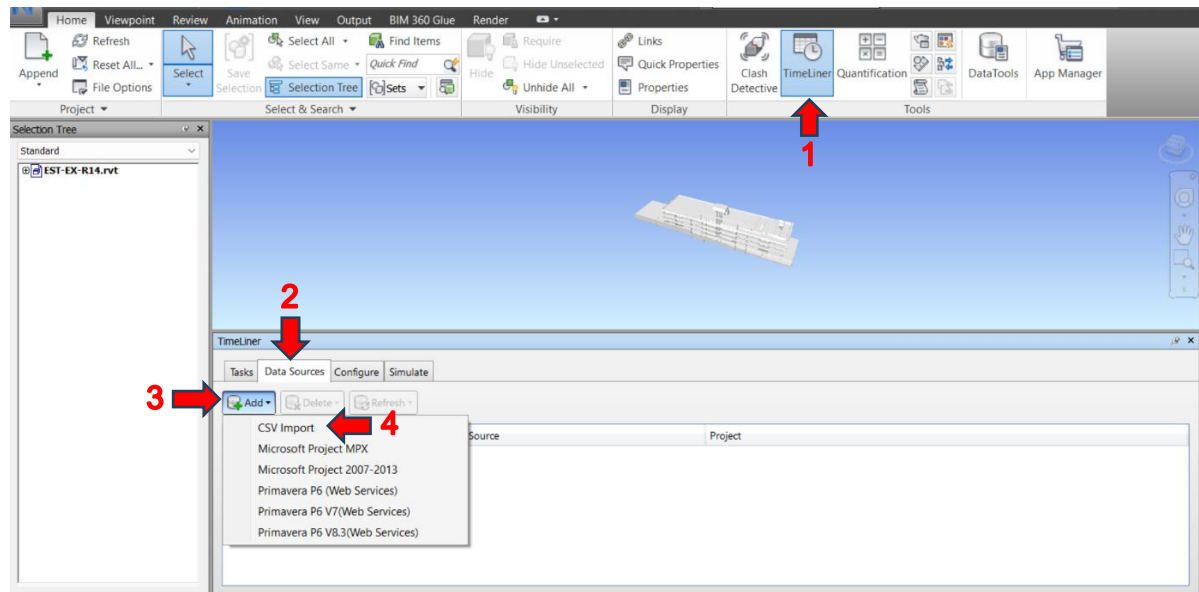 Home Viewpoint Review Animation View Output BIM 360 Glue Render
Append
Refresh
Reset All...
File Options
Project
Select
Save
Selection
Select All
Select Same
Selection Tree
Find Items
Quick Find
Sets
Select & Search
Hide
Require
Hide Unselected
Unhide All
Visibility
Links
Quick Properties
Properties
Display
Clash
Detective
TimeLiner
Quantification
DataTools
App Manager
Tools
1
Selection Tree
Standard
EST-EX-R14.rvt
2
TimeLiner
Tasks Data Sources Configure Simulate
3
Add Delete Refresh
CSV Import
4
Source Project
Microsoft Project MPX
Microsoft Project 2007-2013
Primavera P6 (Web Services)
Primavera P6 V7(Web Services)
Primavera P6 V8.3(Web Services)